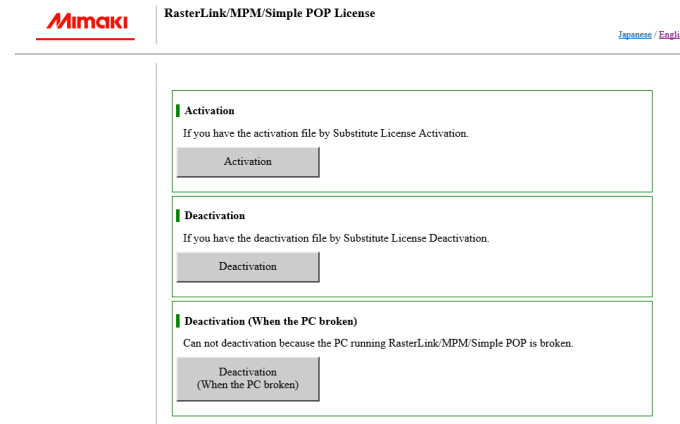 Mimaki
RasterLink/MPM/Simple POP License
Japanese / Engli
Activation
If you have the activation file by Substitute License Activation.
Activation
Deactivation
If you have the deactivation file by Substitute License Deactivation.
Deactivation
Deactivation (When the PC broken)
Can not deactivation because the PC running RasterLink/MPM/Simple POP is broken.
Deactivation
(When the PC broken)